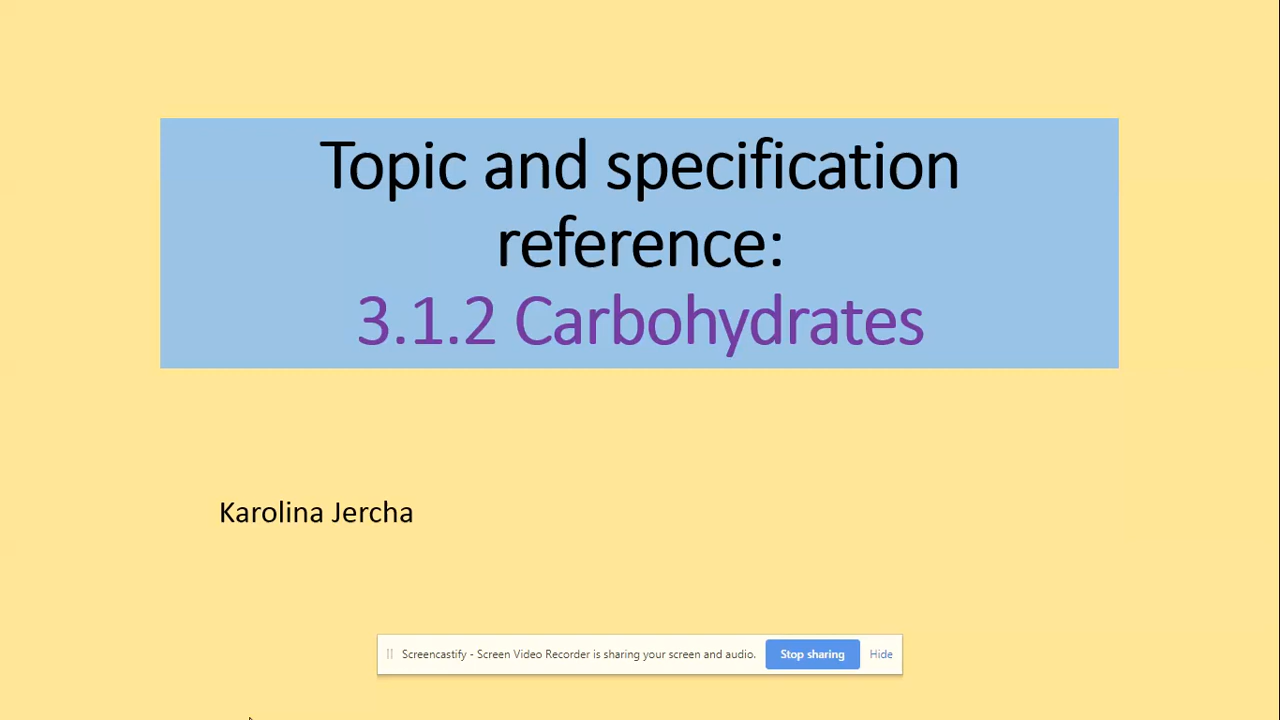 Topic and specification
reference:
3.1.2 Carbohydrates
Karolina Jercha
Screencastify - Screen Video Recorder is sharing your screen and audio. Stop sharing Hide